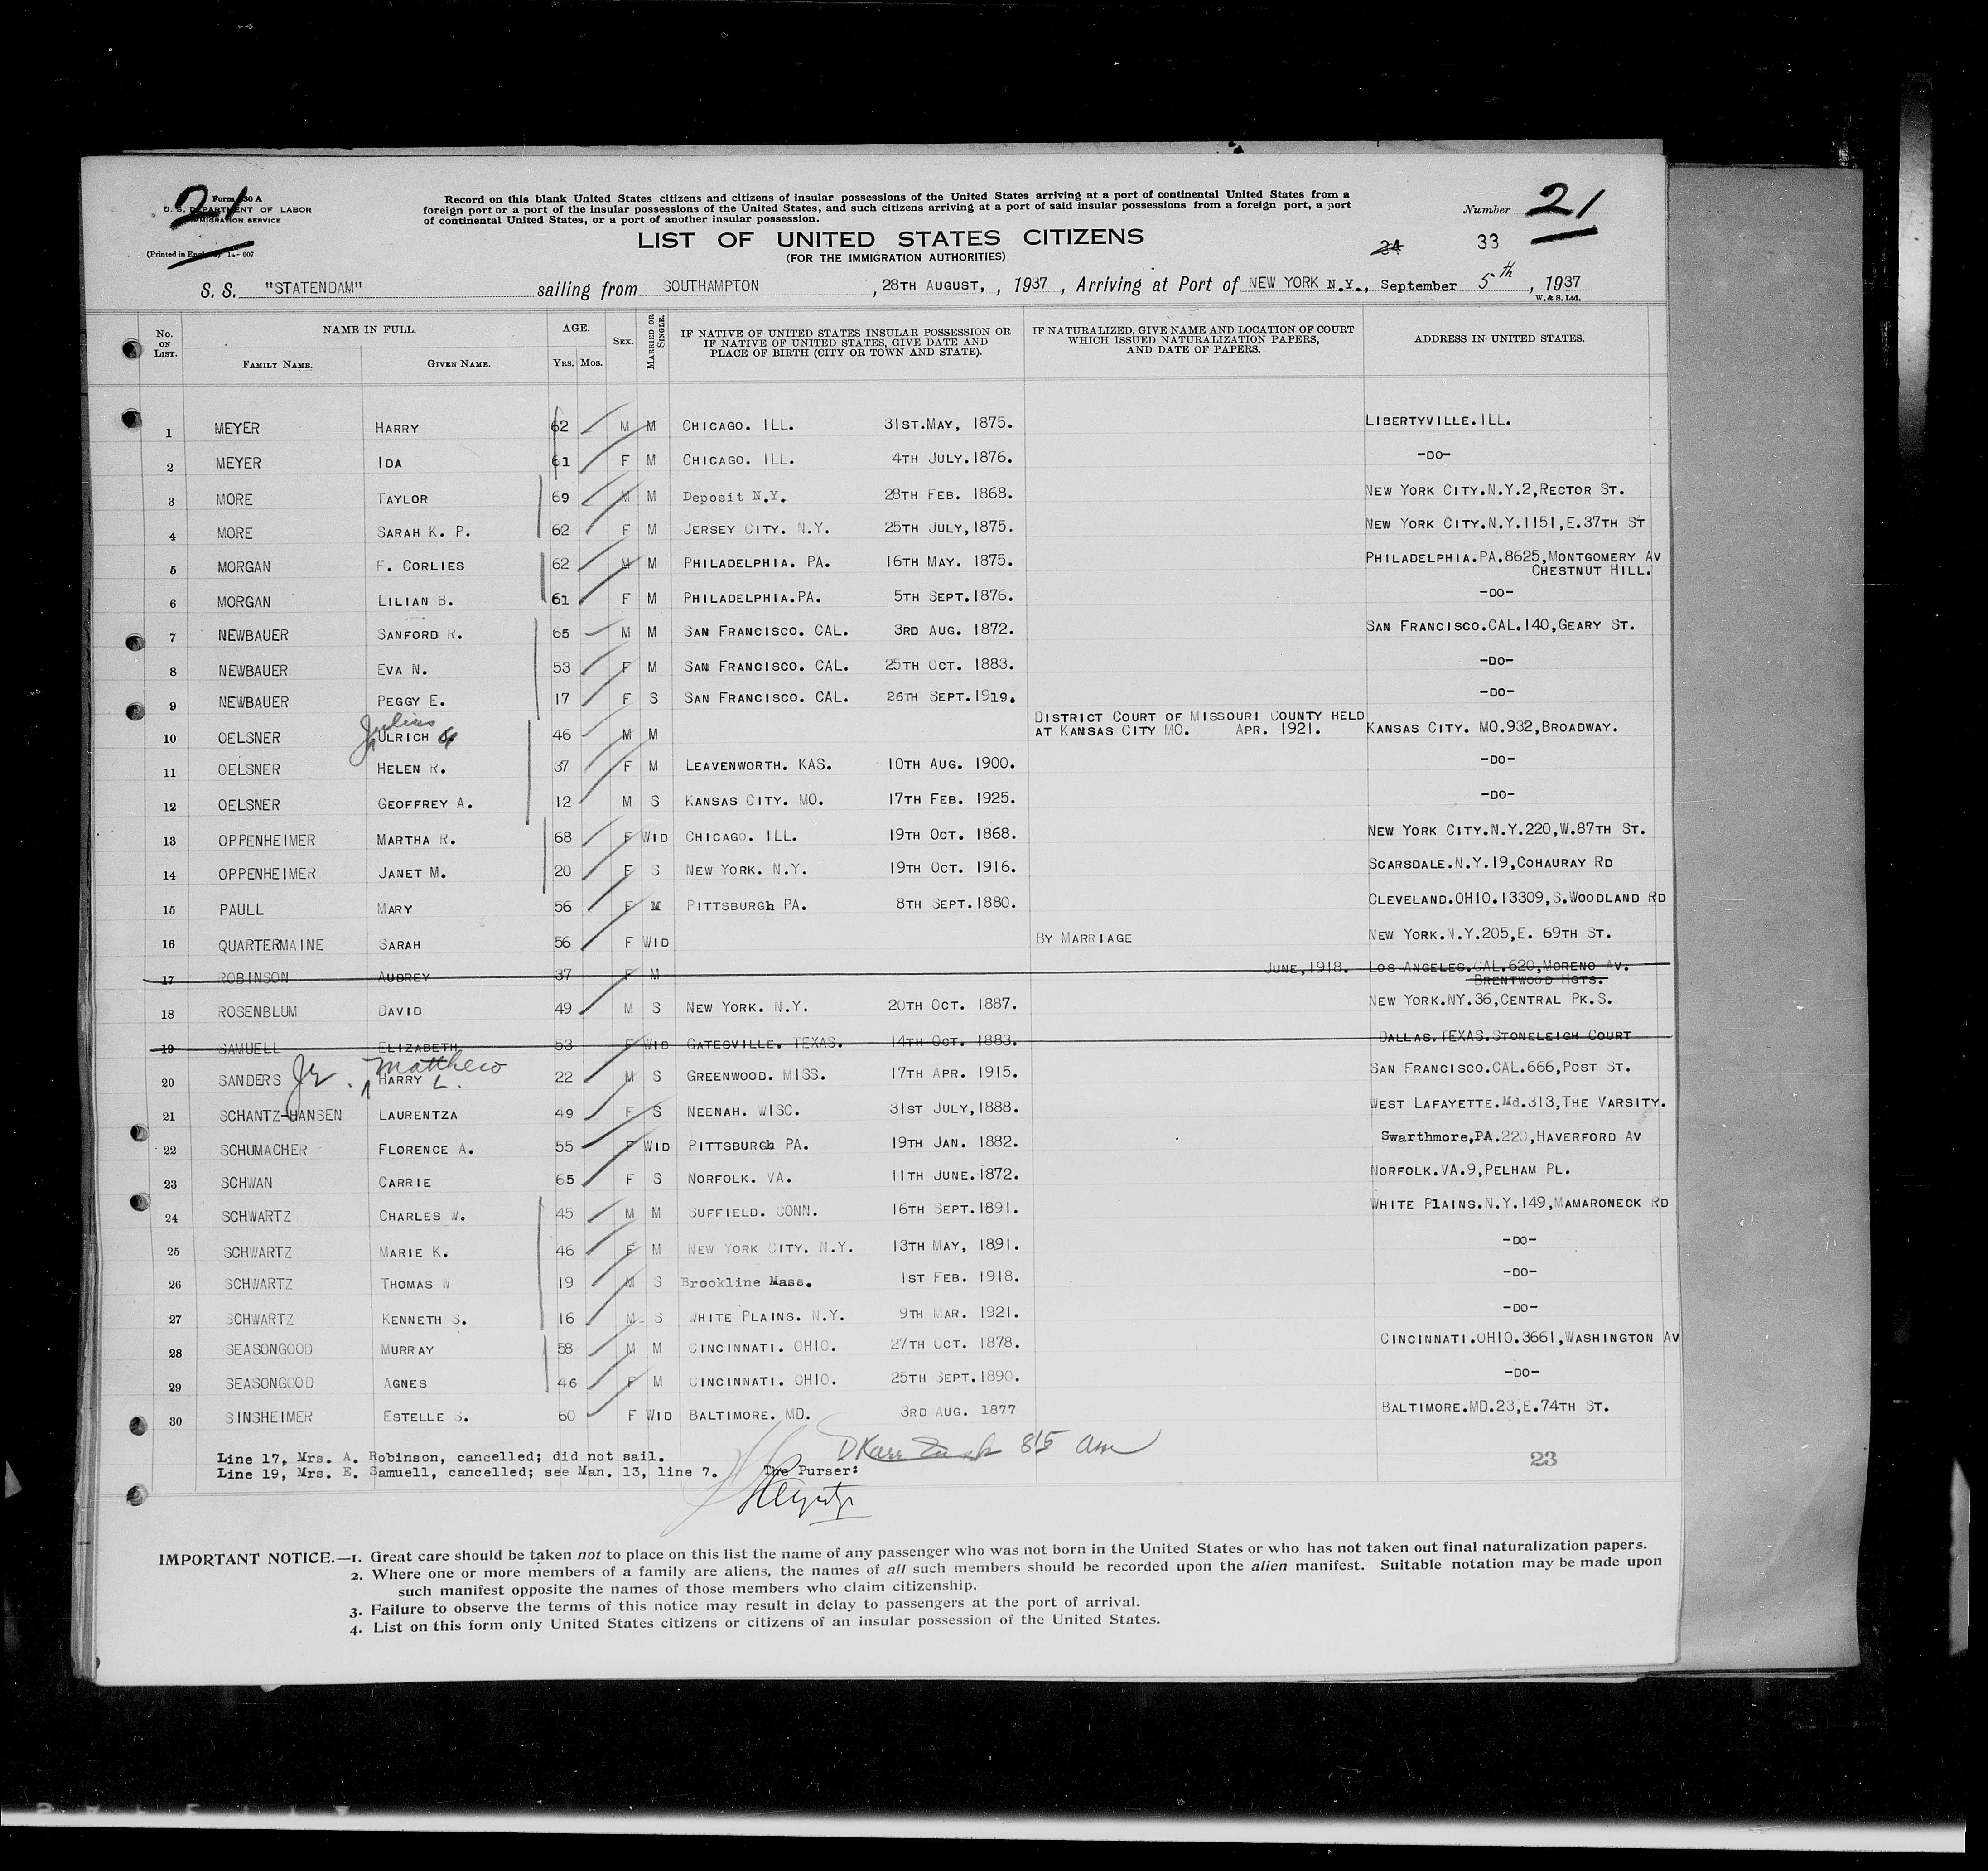 21
Form 630 A
U. S. DEPARTMENT OF LABOR
IMMIGRATION SERVICE
(Printed in England) 14-607
Record on this blank United States citizens and citizens of insular possessions of the United States arriving at a port of continental United States from a
foreign port or a port of the insular possessions of the United States, and such citizens arriving at a port of said insular possessions from a foreign port, a port
of continental United States, or a port of another insular possession.
Number 21
LIST OF UNITED STATES CITIZENS
(FOR THE IMMIGRATION AUTHORITIES)
24 33
S. S. "STATENDAM" sailing from SOUTHAMPTON , 28TH AUGUST, , 1937 , Arriving at Port of NEW YORK N.Y., September 5th , 1937
W. & S. Ltd.
No. ON LIST. NAME IN FULL. FAMILY NAME. GIVEN NAME. AGE. YRS. MOS. SEX. MARRIED OR SINGLE. IF NATIVE OF UNITED STATES INSULAR POSSESSION OR IF NATIVE OF UNITED STATES, GIVE DATE AND PLACE OF BIRTH (CITY OR TOWN AND STATE). IF NATURALIZED, GIVE NAME AND LOCATION OF COURT WHICH ISSUED NATURALIZATION PAPERS, AND DATE OF PAPERS. ADDRESS IN UNITED STATES.
1 MEYER HARRY 62 M M CHICAGO. ILL. 31ST.MAY, 1875. LIBERTYVILLE.ILL.
2 MEYER IDA 61 F M CHICAGO. ILL. 4TH JULY.1876. -DO-
3 MORE TAYLOR 69 M M Deposit N.Y. 28TH FEB. 1868. NEW YORK CITY.N.Y.2,RECTOR ST.
4 MORE SARAH K. P. 62 F M JERSEY CITY. N.Y. 25TH JULY,1875. NEW YORK CITY.N.Y.1151,E.37TH ST
5 MORGAN F. CORLIES 62 M M PHILADELPHIA. PA. 16TH MAY. 1875. PHILADELPHIA.PA.8625,MONTGOMERY AV
CHESTNUT HILL.
6 MORGAN LILIAN B. 61 F M PHILADELPHIA.PA. 5TH SEPT.1876. -DO-
7 NEWBAUER SANFORD R. 65 M M SAN FRANCISCO. CAL. 3RD AUG. 1872. SAN FRANCISCO.CAL.140,GEARY ST.
8 NEWBAUER EVA N. 53 F M SAN FRANCISCO. CAL. 25TH OCT. 1883. -DO-
9 NEWBAUER PEGGY E. 17 F S SAN FRANCISCO. CAL. 26TH SEPT.1919. -DO-
Julius
DISTRICT COURT OF MISSOURI COUNTY HELD
10 OELSNER ULRICH 46 M M AT KANSAS CITY MO. APR. 1921. KANSAS CITY. MO.932,BROADWAY.
11 OELSNER HELEN R. 37 F M LEAVENWORTH. KAS. 10TH AUG. 1900. -DO-
12 OELSNER GEOFFREY A. 12 M S KANSAS CITY. MO. 17TH FEB. 1925. -DO-
13 OPPENHEIMER MARTHA R. 68 F WID CHICAGO. ILL. 19TH OCT. 1868. NEW YORK CITY.N.Y.220,W.87TH ST.
14 OPPENHEIMER JANET M. 20 F S NEW YORK. N.Y. 19TH OCT. 1916. SCARSDALE.N.Y.19,COHAURAY RD
15 PAULL MARY 56 F M PITTSBURGh PA. 8TH SEPT.1880. CLEVELAND.OHIO.13309,S.WOODLAND RD
16 QUARTERMAINE SARAH 56 F WID BY MARRIAGE NEW YORK.N.Y.205,E. 69TH ST.
17 ROBINSON AUDREY 37 F M JUNE,1918. LOS ANGELES.CAL.620,MORENO AV.
BRENTWOOD HGTS.
18 ROSENBLUM DAVID 49 M S NEW YORK. N.Y. 20TH OCT. 1887. NEW YORK.NY.36,CENTRAL PK.S.
19 SAMUELL ELIZABETH 53 F WID GATESVILLE. TEXAS. 14TH OCT. 1883. DALLAS.TEXAS.STONELEIGH COURT
Matthew
20 SANDERS Jr. HARRY L. 22 M S GREENWOOD. MISS. 17TH APR. 1915. SAN FRANCISCO.CAL.666,POST ST.
21 SCHANTZ-HANSEN LAURENTZA 49 F S NEENAH. WISC. 31ST JULY,1888. WEST LAFAYETTE.Md.313,THE VARSITY.
22 SCHUMACHER FLORENCE A. 55 F WID PITTSBURGh PA. 19TH JAN. 1882. Swarthmore,PA.220,HAVERFORD AV
23 SCHWAN CARRIE 65 F S NORFOLK. VA. 11TH JUNE.1872. NORFOLK.VA.9,PELHAM PL.
24 SCHWARTZ CHARLES W. 45 M M SUFFIELD. CONN. 16TH SEPT.1891. WHITE PLAINS.N.Y.149,MAMARONECK RD
25 SCHWARTZ MARIE K. 46 F M NEW YORK CITY. N.Y. 13TH MAY, 1891. -DO-
26 SCHWARTZ THOMAS W 19 M S Brookline Mass. 1ST FEB. 1918. -DO-
27 SCHWARTZ KENNETH S. 16 M S WHITE PLAINS. N.Y. 9TH MAR. 1921. -DO-
28 SEASONGOOD MURRAY 58 M M CINCINNATI. OHIO. 27TH OCT. 1878. CINCINNATI.OHIO.3661,WASHINGTON AV
29 SEASONGOOD AGNES 46 F M CINCINNATI. OHIO. 25TH SEPT.1890. -DO-
30 SINSHEIMER ESTELLE S. 60 F WID BALTIMORE. MD. 3RD AUG. 1877 BALTIMORE.MD.23,E.74TH ST.
815 am
Line 17, Mrs. A. Robinson, cancelled; did not sail.
Line 19, Mrs. E. Samuell, cancelled; see Man. 13, line 7. The Purser:
23
IMPORTANT NOTICE.—1. Great care should be taken not to place on this list the name of any passenger who was not born in the United States or who has not taken out final naturalization papers.
2. Where one or more members of a family are aliens, the names of all such members should be recorded upon the alien manifest. Suitable notation may be made upon
such manifest opposite the names of those members who claim citizenship.
3. Failure to observe the terms of this notice may result in delay to passengers at the port of arrival.
4. List on this form only United States citizens or citizens of an insular possession of the United States.